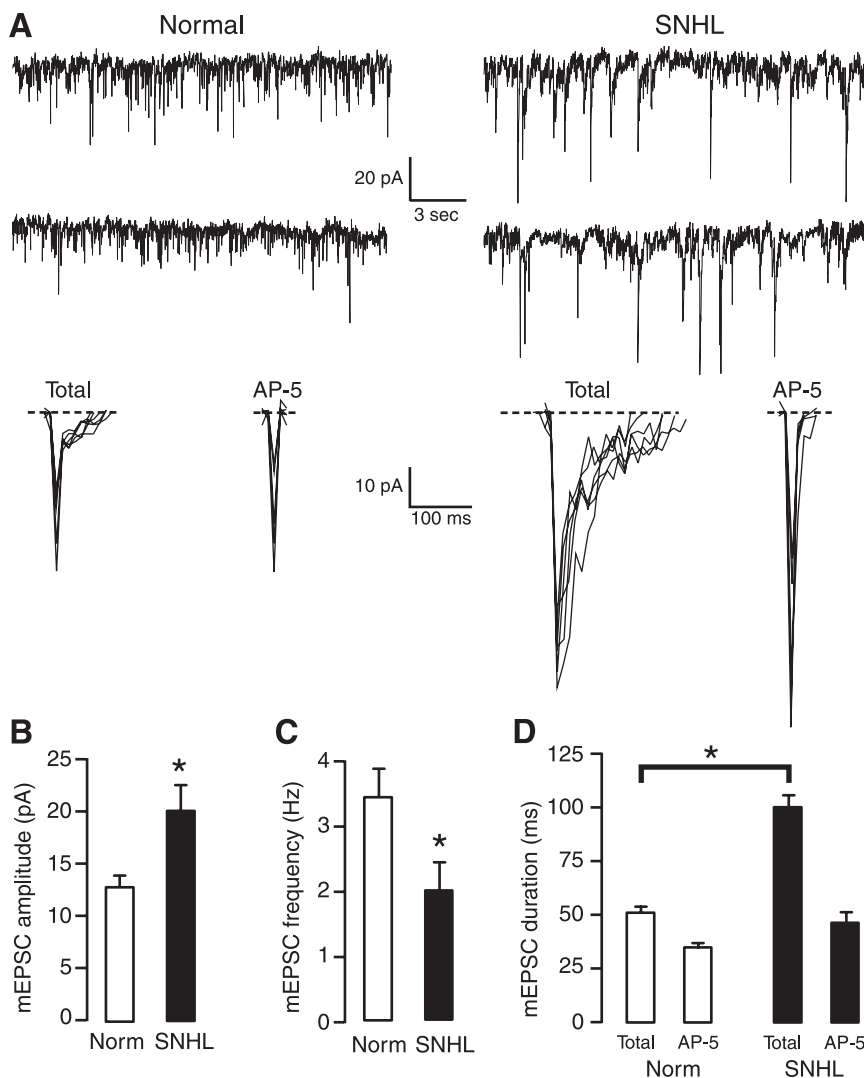 A
Normal
SNHL
20 pA
3 sec
Total
AP-5
Total
AP-5
10 pA
100 ms
B
mEPSC amplitude (pA)
25
20
15
10
5
0
*
Norm SNHL
C
mEPSC frequency (Hz)
4
3
2
1
0
*
Norm SNHL
D
mEPSC duration (ms)
125
100
75
50
25
0
*
Total AP-5 Total AP-5
Norm SNHL